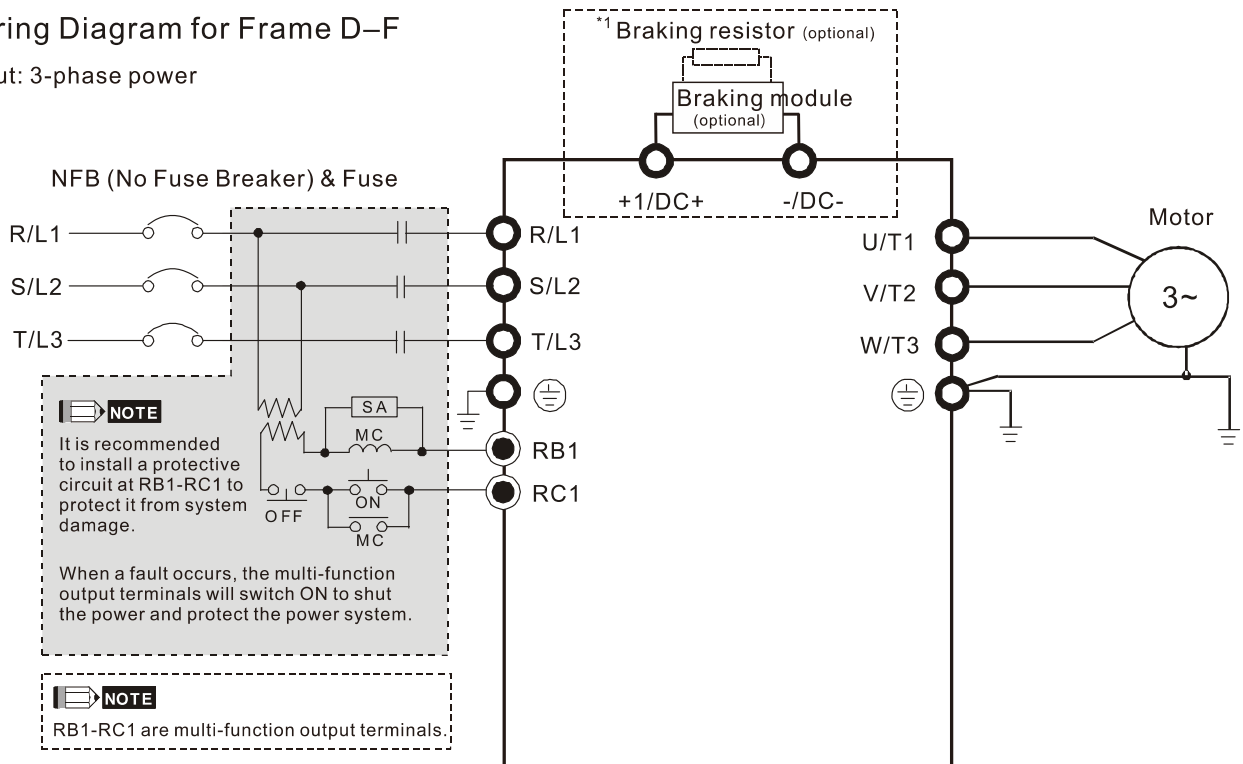 ring Diagram for Frame D–F
ut: 3-phase power
*1 Braking resistor (optional)
Braking module
(optional)
+1/DC+
-/DC-
NFB (No Fuse Breaker) & Fuse
Motor
R/L1
R/L1
U/T1
S/L2
S/L2
V/T2
3~
T/L3
T/L3
W/T3
NOTE
It is recommended
to install a protective
circuit at RB1-RC1 to
protect it from system
damage.
SA
MC
RB1
RC1
OFF
ON
MC
When a fault occurs, the multi-function
output terminals will switch ON to shut
the power and protect the power system.
NOTE
RB1-RC1 are multi-function output terminals.